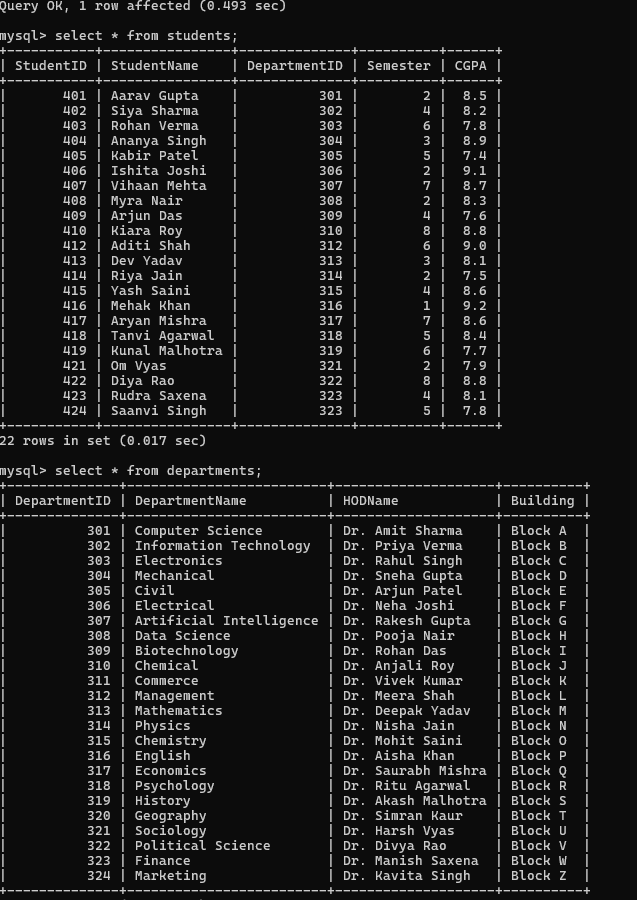 Query OK, 1 row affected (0.493 sec)
mysql> select * from students;
+-----------+----------------+--------------+----------+------+
| StudentID | StudentName    | DepartmentID | Semester | CGPA |
+-----------+----------------+--------------+----------+------+
|       401 | Aarav Gupta    |          301 |        2 |  8.5 |
|       402 | Siya Sharma    |          302 |        4 |  8.2 |
|       403 | Rohan Verma    |          303 |        6 |  7.8 |
|       404 | Ananya Singh   |          304 |        3 |  8.9 |
|       405 | Kabir Patel    |          305 |        5 |  7.4 |
|       406 | Ishita Joshi   |          306 |        2 |  9.1 |
|       407 | Vihaan Mehta   |          307 |        7 |  8.7 |
|       408 | Myra Nair      |          308 |        2 |  8.3 |
|       409 | Arjun Das      |          309 |        4 |  7.6 |
|       410 | Kiara Roy      |          310 |        8 |  8.8 |
|       412 | Aditi Shah     |          312 |        6 |  9.0 |
|       413 | Dev Yadav      |          313 |        3 |  8.1 |
|       414 | Riya Jain      |          314 |        2 |  7.5 |
|       415 | Yash Saini     |          315 |        4 |  8.6 |
|       416 | Mehak Khan     |          316 |        1 |  9.2 |
|       417 | Aryan Mishra   |          317 |        7 |  8.6 |
|       418 | Tanvi Agarwal  |          318 |        5 |  8.4 |
|       419 | Kunal Malhotra |          319 |        6 |  7.7 |
|       421 | Om Vyas        |          321 |        2 |  7.9 |
|       422 | Diya Rao       |          322 |        8 |  8.8 |
|       423 | Rudra Saxena   |          323 |        4 |  8.1 |
|       424 | Saanvi Singh   |          323 |        5 |  7.8 |
+-----------+----------------+--------------+----------+------+
22 rows in set (0.017 sec)
mysql> select * from departments;
+--------------+-------------------------+--------------------+----------+
| DepartmentID | DepartmentName          | HODName            | Building |
+--------------+-------------------------+--------------------+----------+
|          301 | Computer Science        | Dr. Amit Sharma    | Block A  |
|          302 | Information Technology  | Dr. Priya Verma    | Block B  |
|          303 | Electronics             | Dr. Rahul Singh    | Block C  |
|          304 | Mechanical              | Dr. Sneha Gupta    | Block D  |
|          305 | Civil                   | Dr. Arjun Patel    | Block E  |
|          306 | Electrical              | Dr. Neha Joshi     | Block F  |
|          307 | Artificial Intelligence | Dr. Rakesh Gupta   | Block G  |
|          308 | Data Science            | Dr. Pooja Nair     | Block H  |
|          309 | Biotechnology           | Dr. Rohan Das      | Block I  |
|          310 | Chemical                | Dr. Anjali Roy     | Block J  |
|          311 | Commerce                | Dr. Vivek Kumar    | Block K  |
|          312 | Management              | Dr. Meera Shah     | Block L  |
|          313 | Mathematics             | Dr. Deepak Yadav   | Block M  |
|          314 | Physics                 | Dr. Nisha Jain     | Block N  |
|          315 | Chemistry               | Dr. Mohit Saini    | Block O  |
|          316 | English                 | Dr. Aisha Khan     | Block P  |
|          317 | Economics               | Dr. Saurabh Mishra | Block Q  |
|          318 | Psychology              | Dr. Ritu Agarwal   | Block R  |
|          319 | History                 | Dr. Akash Malhotra | Block S  |
|          320 | Geography               | Dr. Simran Kaur    | Block T  |
|          321 | Sociology               | Dr. Harsh Vyas     | Block U  |
|          322 | Political Science       | Dr. Divya Rao      | Block V  |
|          323 | Finance                 | Dr. Manish Saxena  | Block W  |
|          324 | Marketing               | Dr. Kavita Singh   | Block Z  |
+--------------+-------------------------+--------------------+----------+